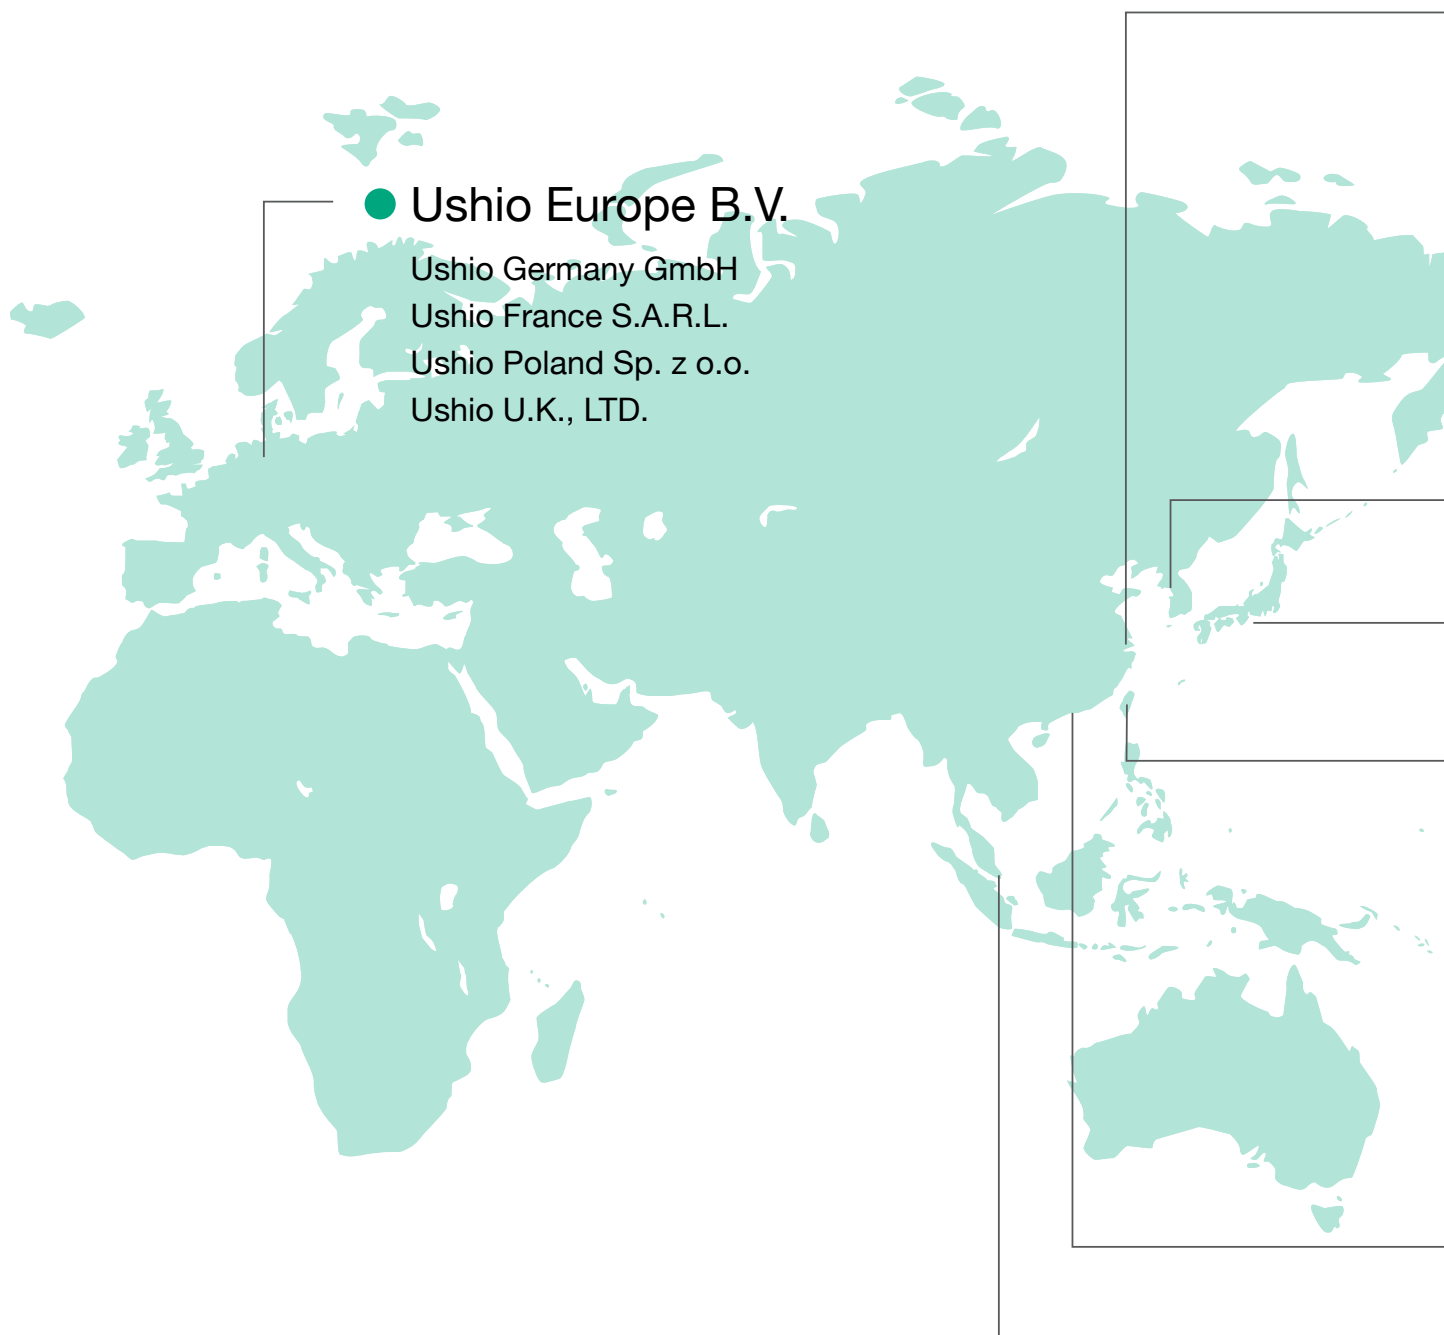 Ushio Europe B.V.
Ushio Germany GmbH
Ushio France S.A.R.L.
Ushio Poland Sp. z o.o.
Ushio U.K., LTD.